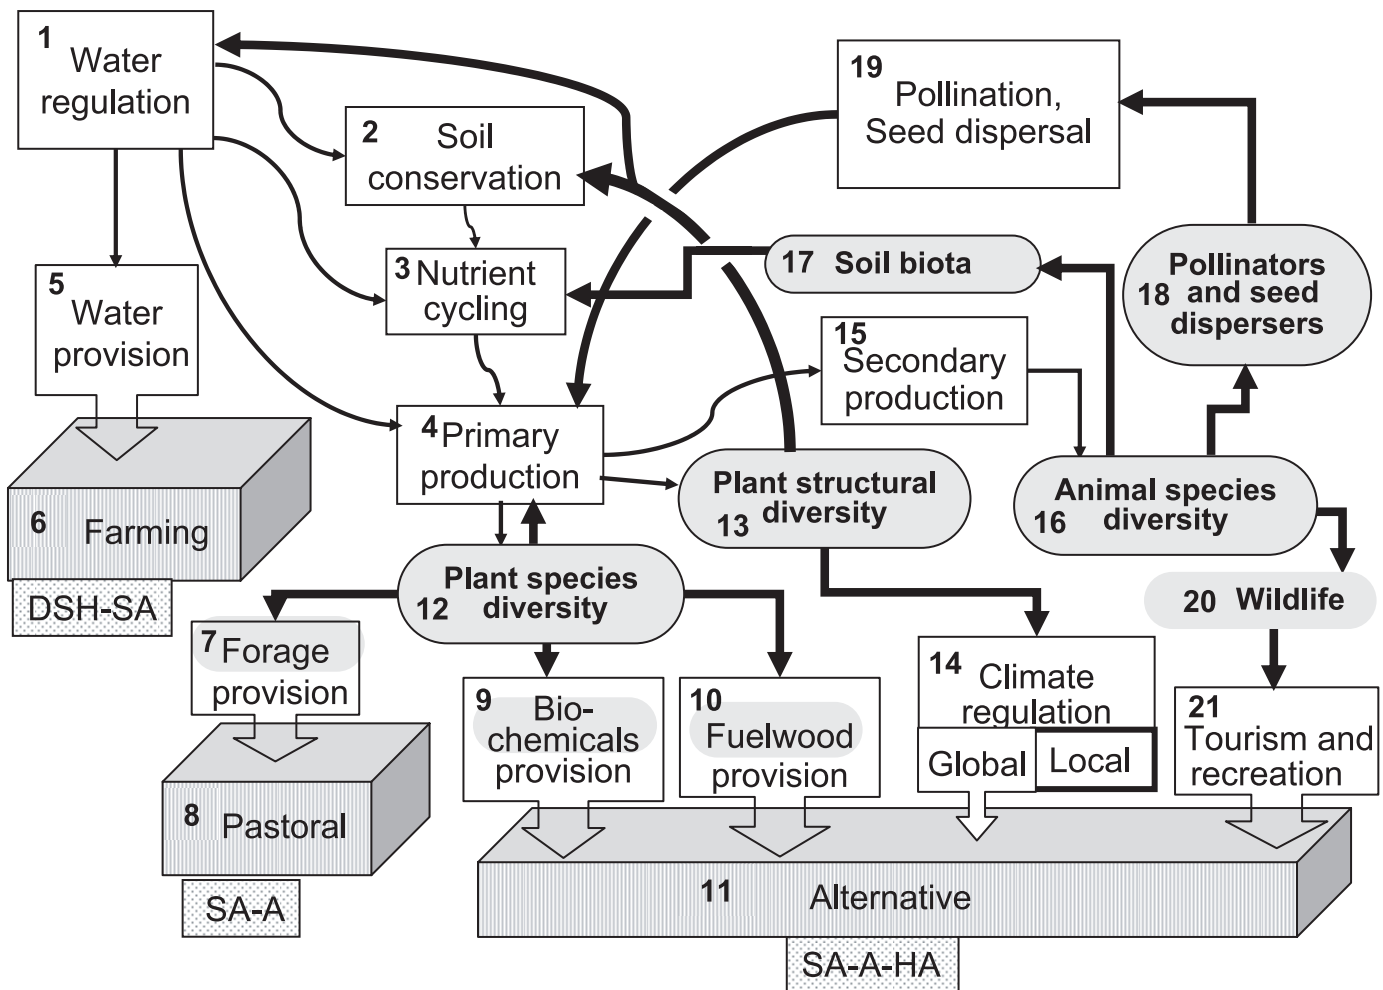 1 Water
regulation
2 Soil
conservation
3 Nutrient
cycling
4 Primary
production
5 Water
provision
6 Farming
DSH-SA
7 Forage
provision
8 Pastoral
SA-A
9 Bio-
chemicals
provision
10
Fuelwood
provision
11 Alternative
SA-A-HA
Plant species
12 diversity
Plant structural
13 diversity
14 Climate
regulation
Global
Local
15
Secondary
production
Animal species
16 diversity
17 Soil biota
Pollinators
18 and seed
dispersers
19
Pollination,
Seed dispersal
20 Wildlife
21
Tourism and
recreation